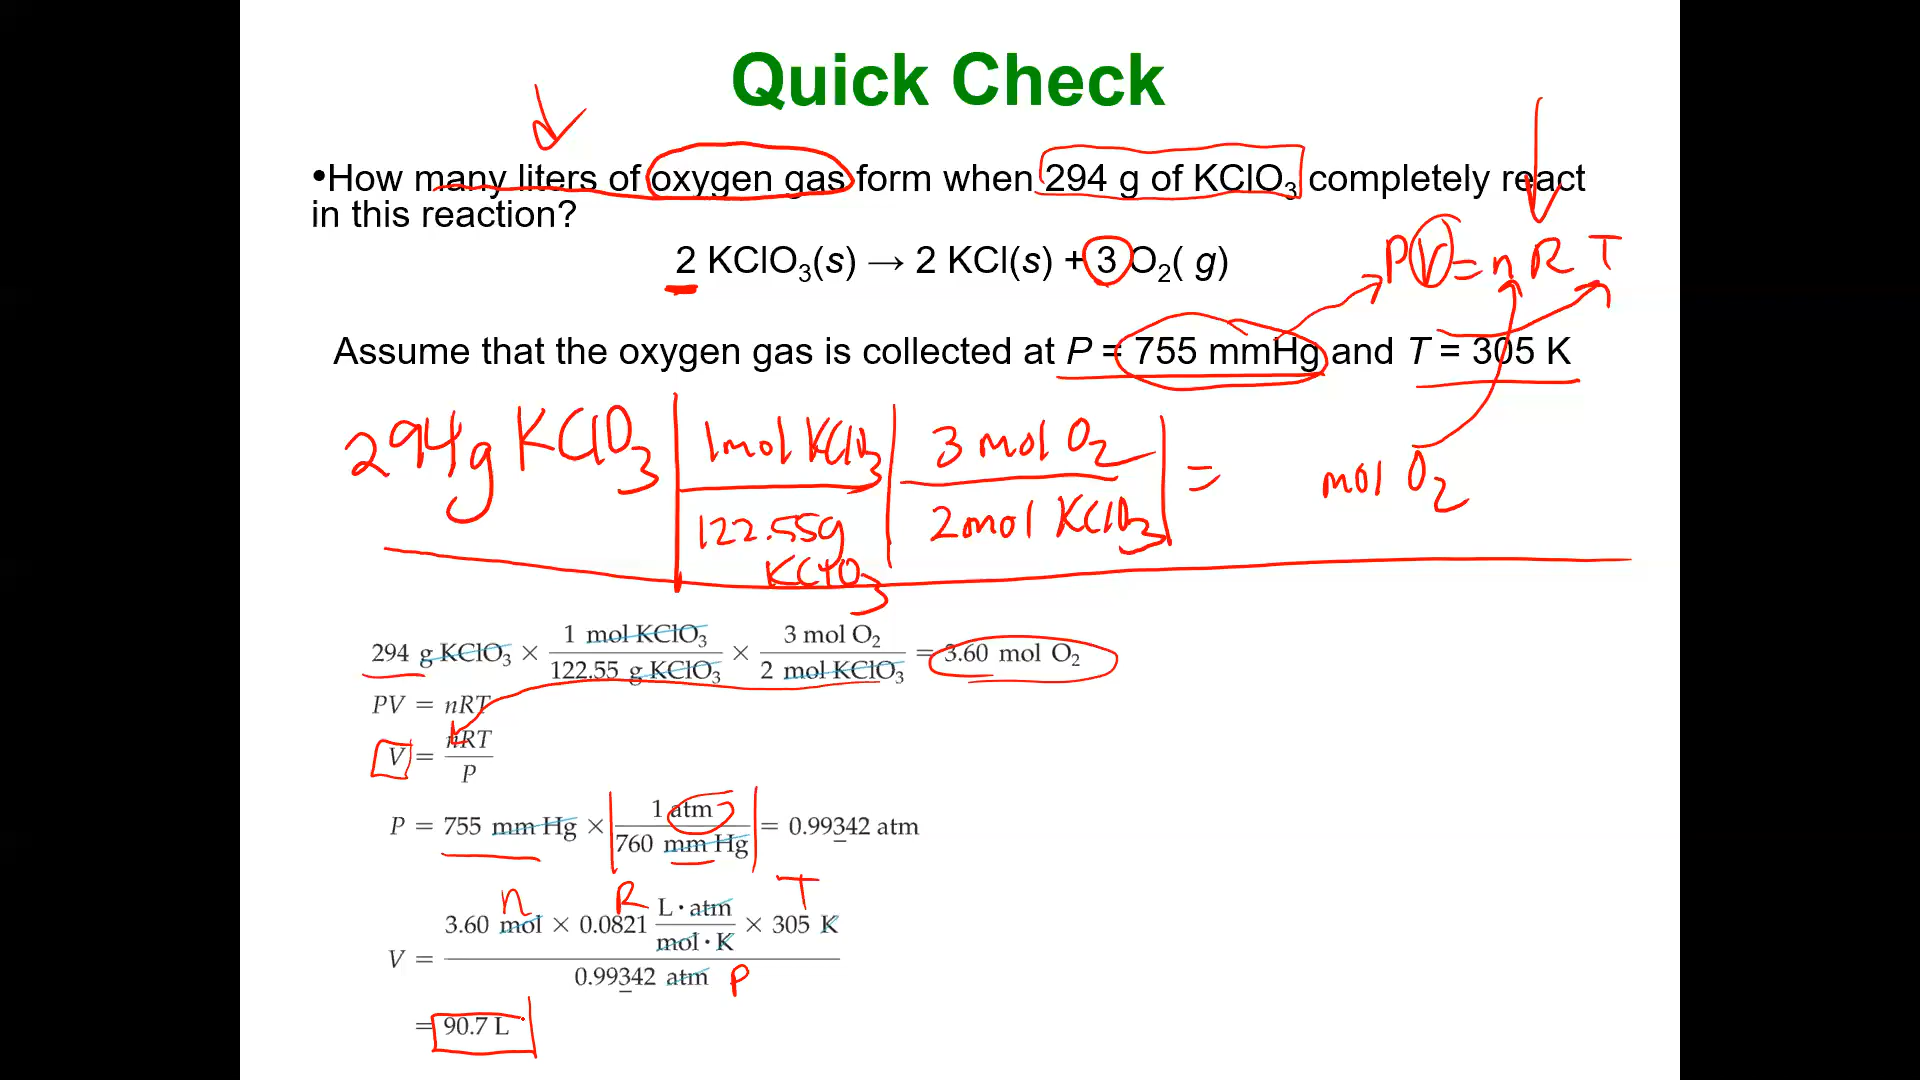 Quick Check
•How many liters of oxygen gas form when 294 g of KClO₃ completely react
in this reaction?
PV = nRT
2 KClO₃(s) → 2 KCl(s) + 3 O₂( g)
Assume that the oxygen gas is collected at P = 755 mmHg and T = 305 K
294g KClO₃ | 1mol KClO₃ / 122.55g KClO₃ | 3 mol O₂ / 2mol KClO₃ | = mol O₂
294 g KClO₃ × 1 mol KClO₃ / 122.55 g KClO₃ × 3 mol O₂ / 2 mol KClO₃ = 3.60 mol O₂
PV = nRT
V = nRT / P
P = 755 mm Hg × 1 atm / 760 mm Hg = 0.99342 atm
n R T
V = 3.60 mol × 0.0821 L · atm / mol · K × 305 K / 0.99342 atm P
= 90.7 L